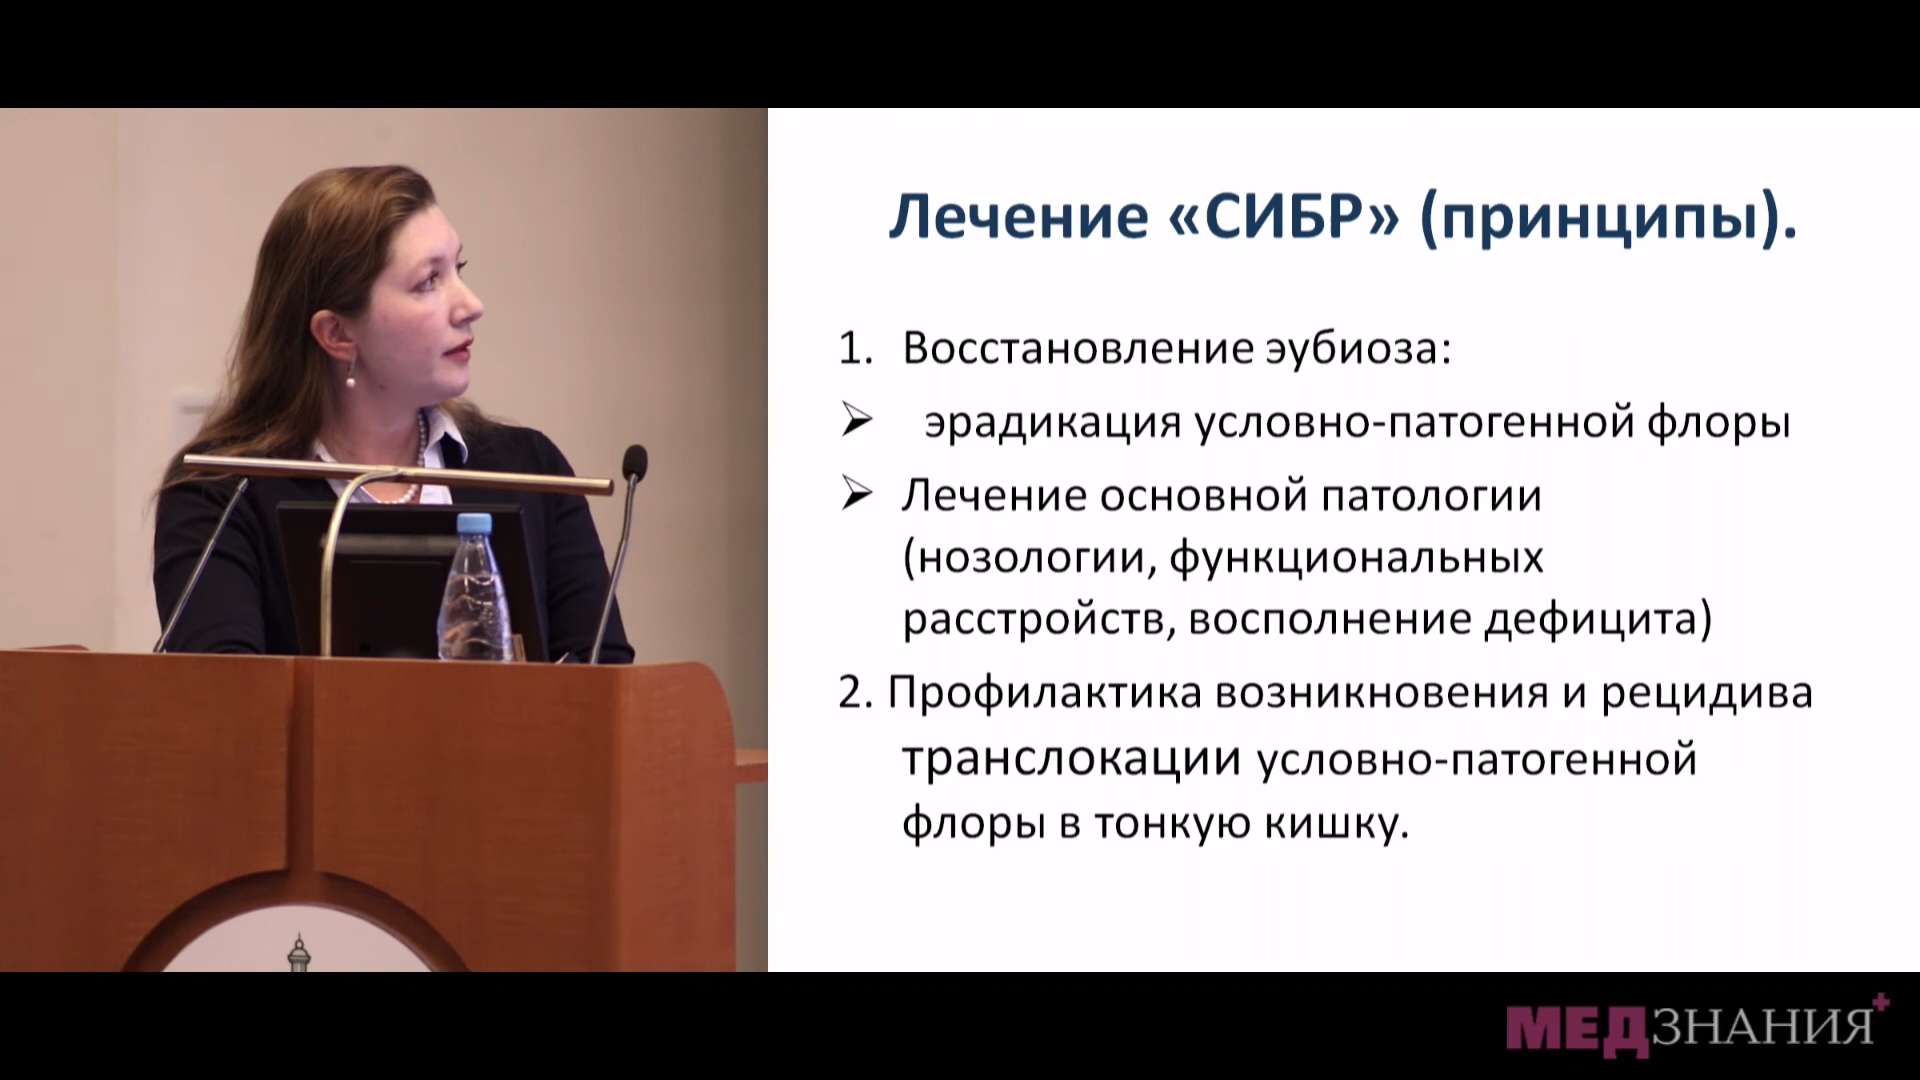 Лечение «СИБР» (принципы).
1. Восстановление эубиоза:
➢ эрадикация условно-патогенной флоры
➢ Лечение основной патологии
(нозологии, функциональных
расстройств, восполнение дефицита)
2. Профилактика возникновения и рецидива
транслокации условно-патогенной
флоры в тонкую кишку.
МЕДЗНАНИЯ+